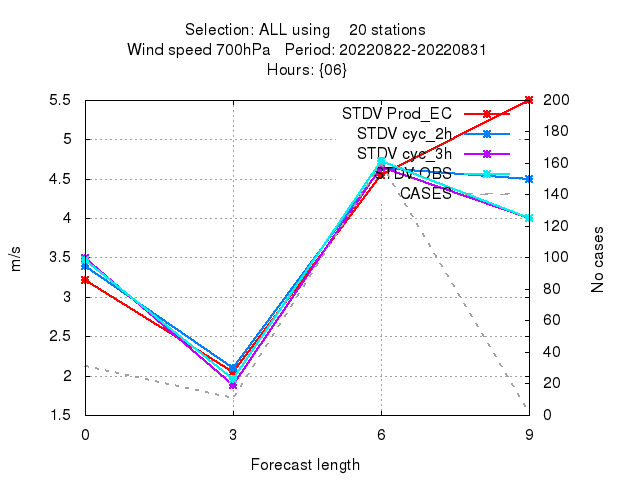 Selection: ALL using 20 stations
Wind speed 700hPa Period: 20220822-20220831
Hours: {06}
STDV Prod_EC
STDV cyc_2h
STDV cyc_3h
STDV OBS
CASES
5.5
5
4.5
4
3.5
3
2.5
2
1.5
m/s
200
180
160
140
120
100
80
60
40
20
0
No cases
0 3 6 9
Forecast length